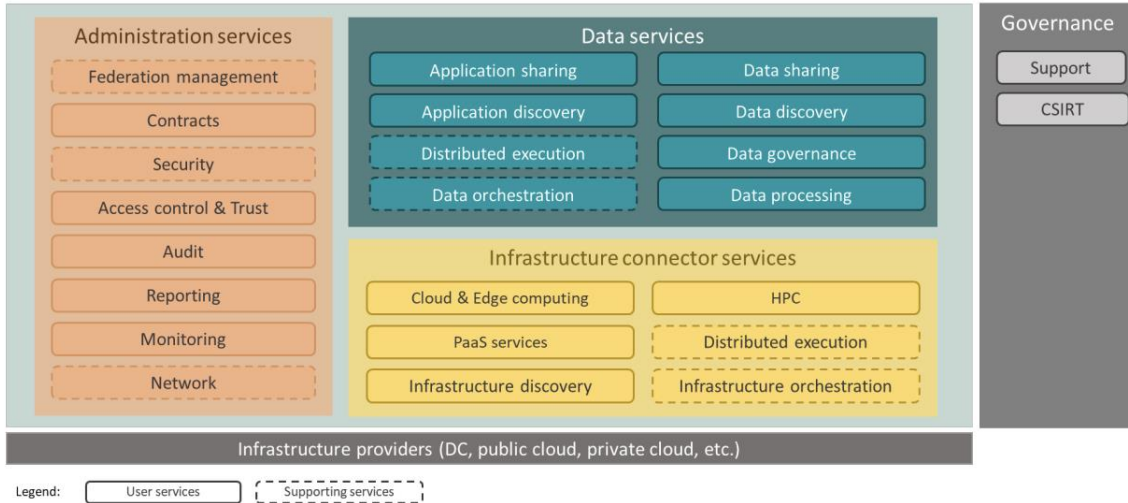 Administration services
Federation management
Contracts
Security
Access control & Trust
Audit
Reporting
Monitoring
Network
Data services
Application sharing
Data sharing
Application discovery
Data discovery
Distributed execution
Data governance
Data orchestration
Data processing
Infrastructure connector services
Cloud & Edge computing
HPC
PaaS services
Distributed execution
Infrastructure discovery
Infrastructure orchestration
Governance
Support
CSIRT
Infrastructure providers (DC, public cloud, private cloud, etc.)
Legend:
User services
Supporting services